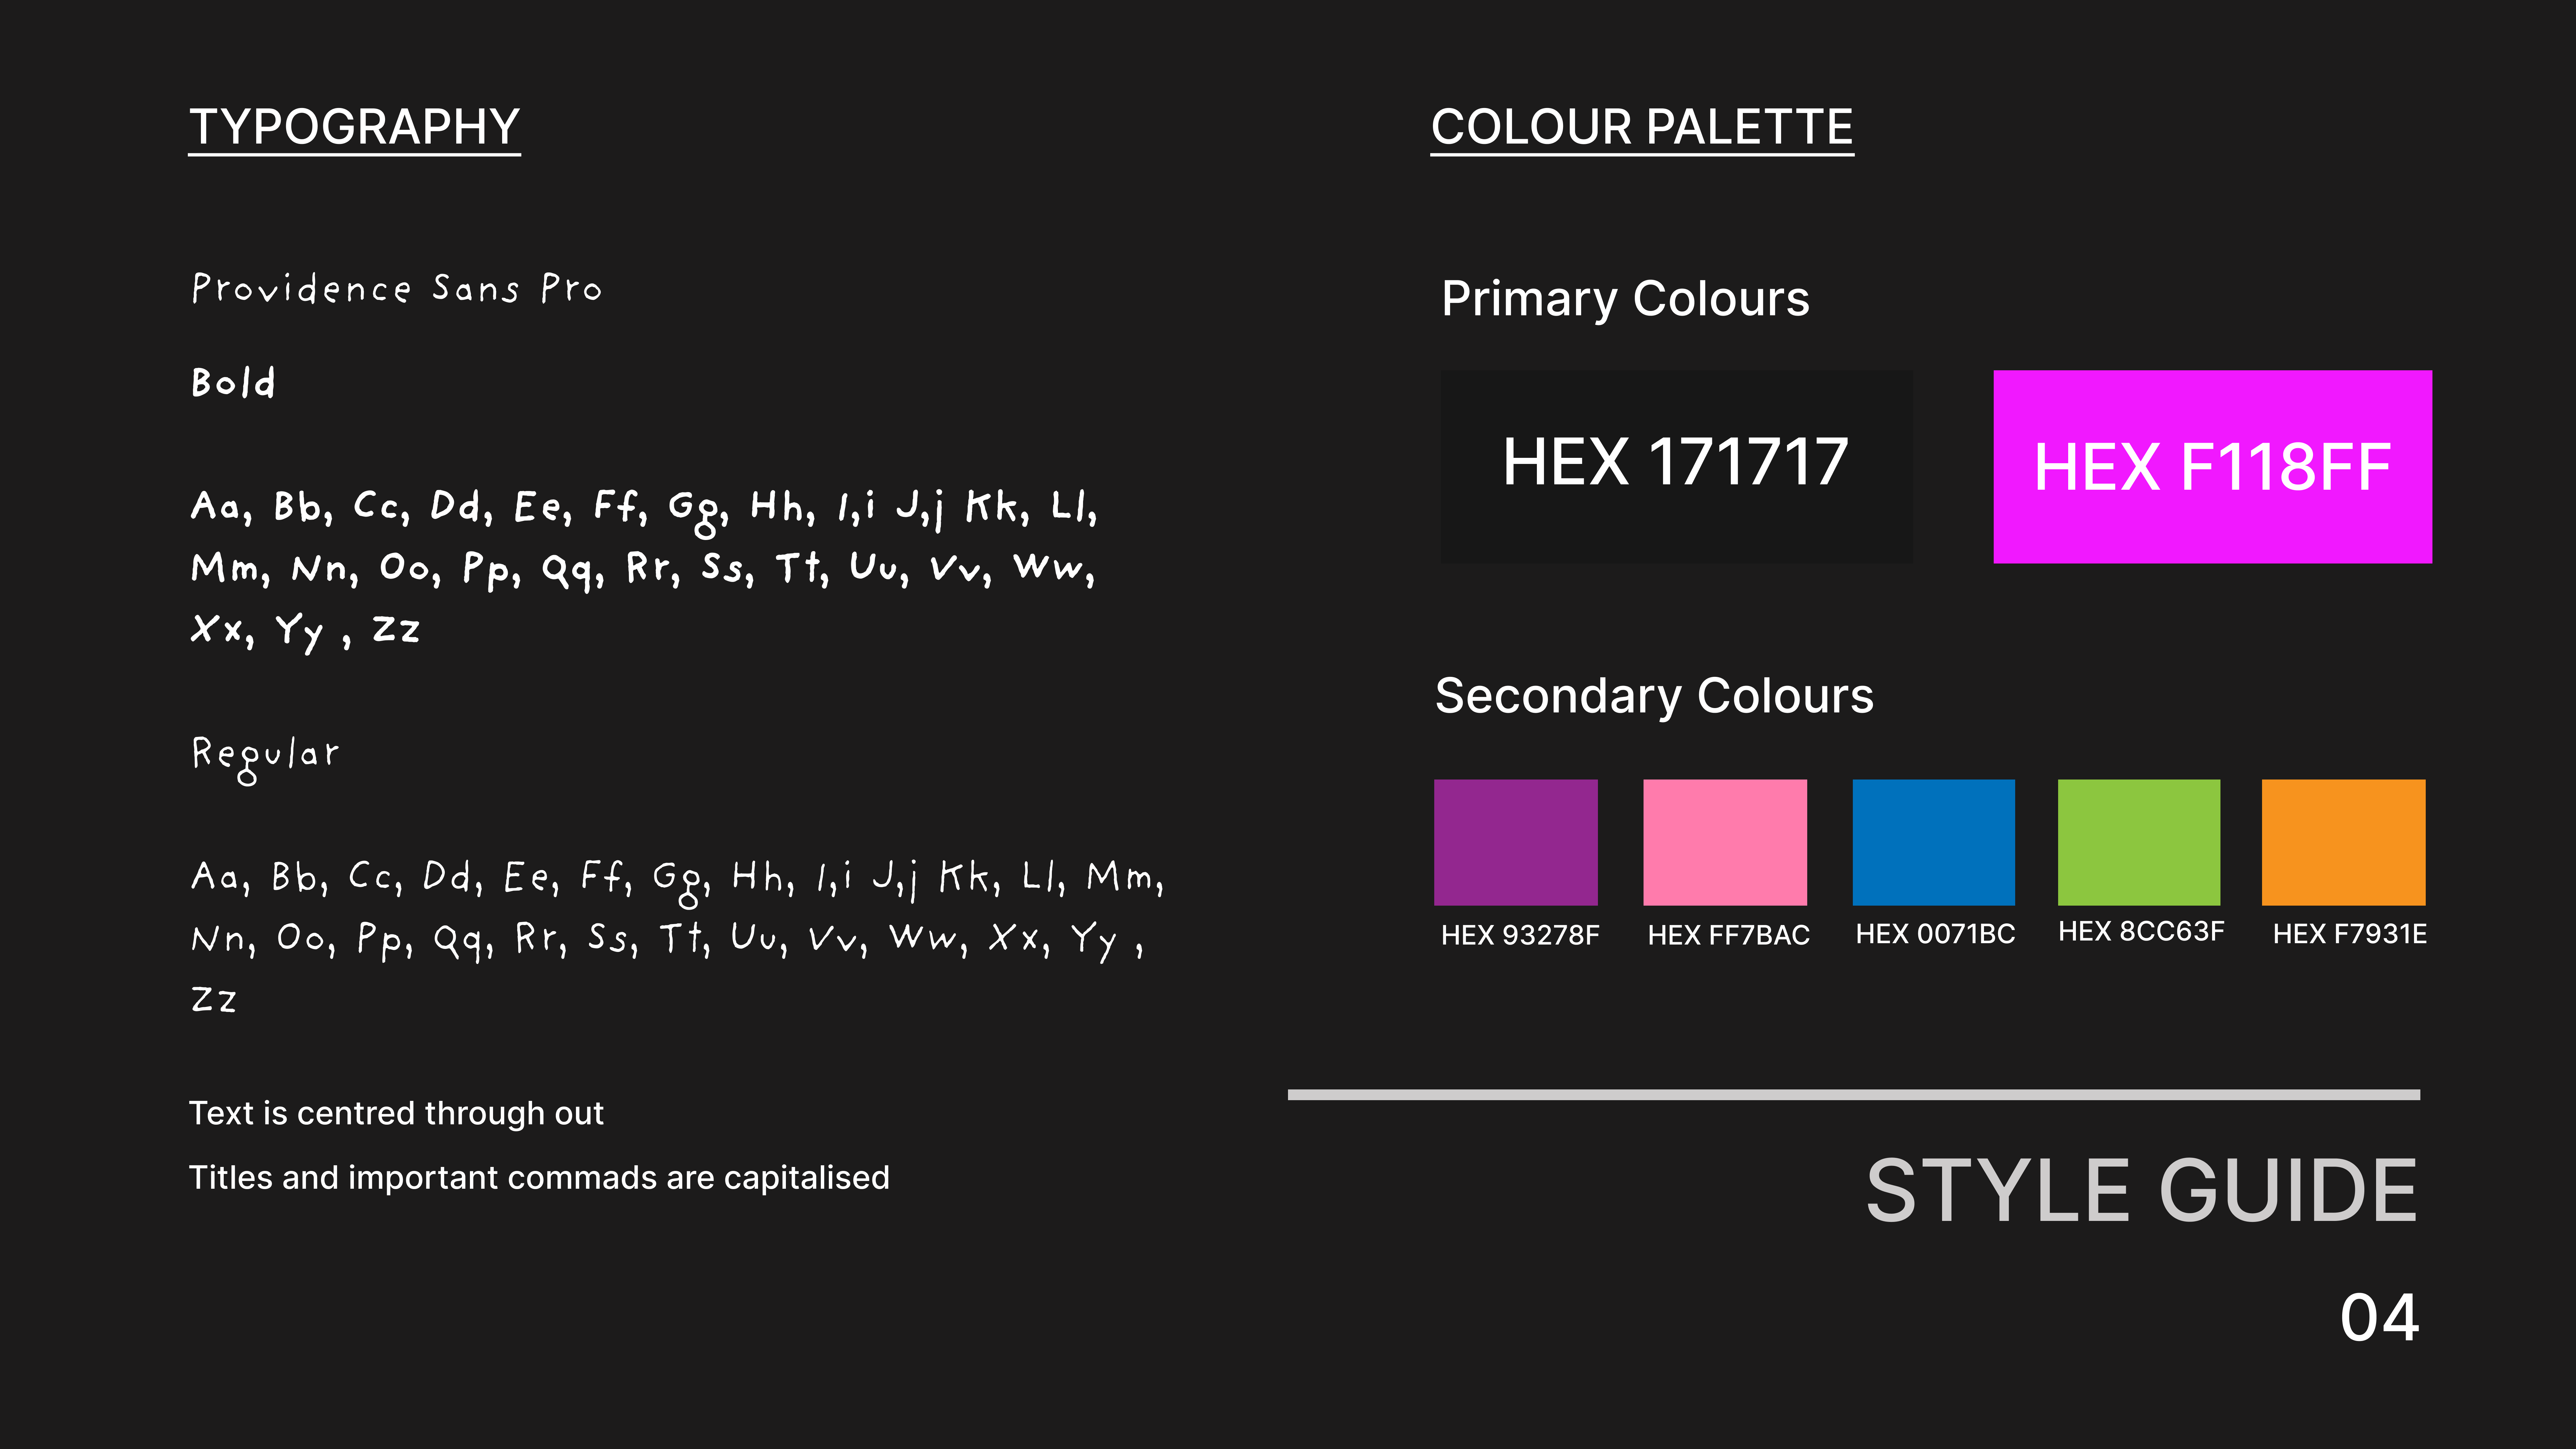 TYPOGRAPHY
Providence Sans Pro
Bold
Aa, Bb, Cc, Dd, Ee, Ff, Gg, Hh, I,i J,j Kk, Ll,
Mm, Nn, Oo, Pp, Qq, Rr, Ss, Tt, Uu, Vv, Ww,
Xx, Yy , Zz
Regular
Aa, Bb, Cc, Dd, Ee, Ff, Gg, Hh, I,i J,j Kk, Ll, Mm,
Nn, Oo, Pp, Qq, Rr, Ss, Tt, Uu, Vv, Ww, Xx, Yy ,
Zz
Text is centred through out
Titles and important commads are capitalised
COLOUR PALETTE
Primary Colours
HEX 171717
HEX F118FF
Secondary Colours
HEX 93278F
HEX FF7BAC
HEX 0071BC
HEX 8CC63F
HEX F7931E
STYLE GUIDE
04